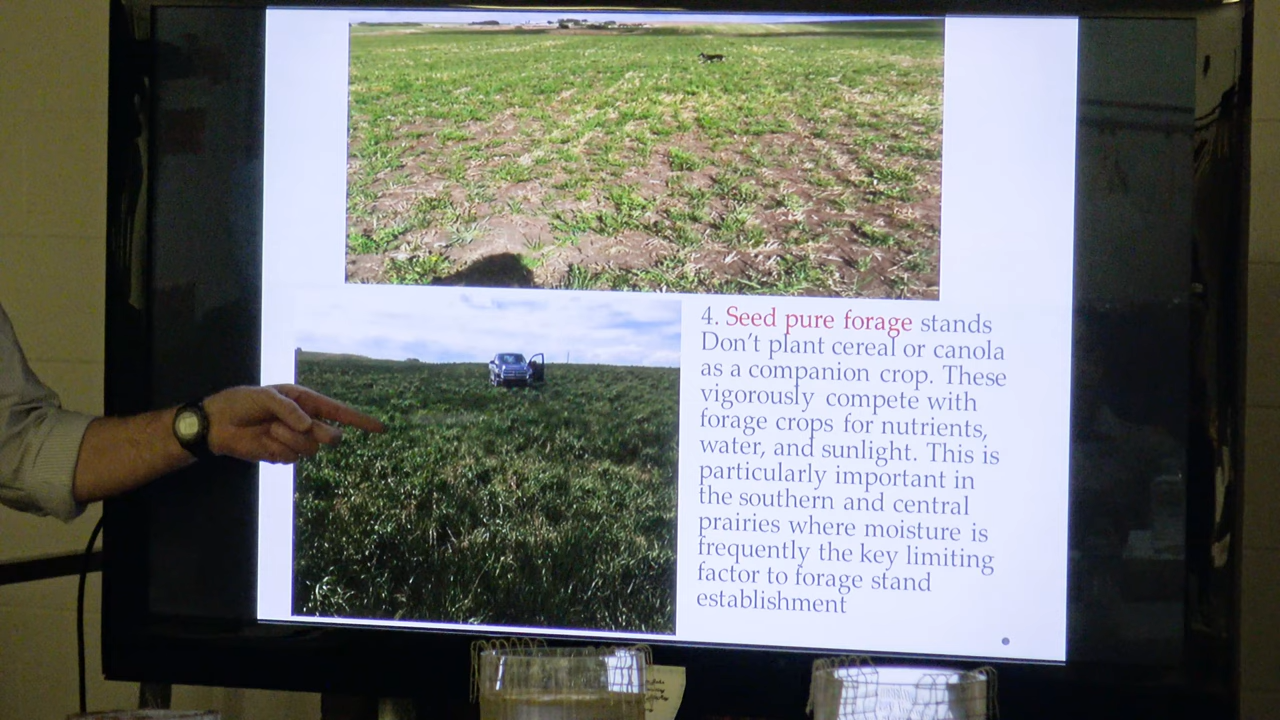 4. Seed pure forage stands
Don't plant cereal or canola
as a companion crop. These
vigorously compete with
forage crops for nutrients,
water, and sunlight. This is
particularly important in
the southern and central
prairies where moisture is
frequently the key limiting
factor to forage stand
establishment